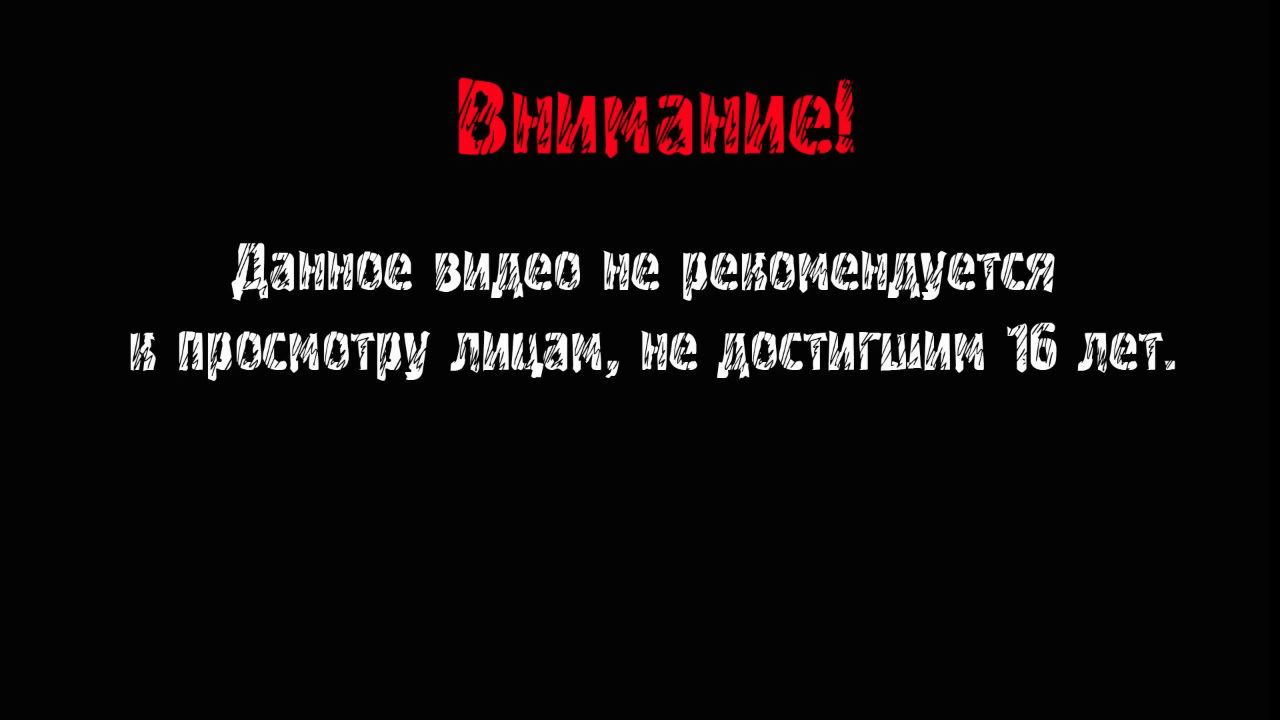 Внимание!
Данное видео не рекомендуется
к просмотру лицам, не достигшим 16 лет.